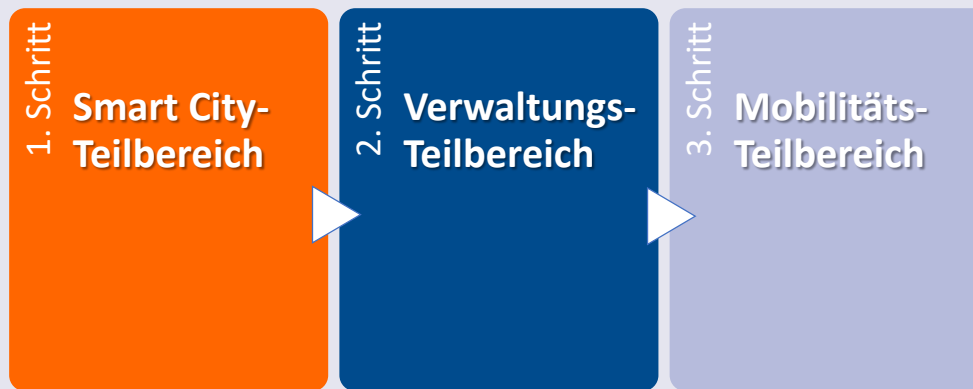 1. Schritt
Smart City-
Teilbereich
2. Schritt
Verwaltungs-
Teilbereich
3. Schritt
Mobilitäts-
Teilbereich